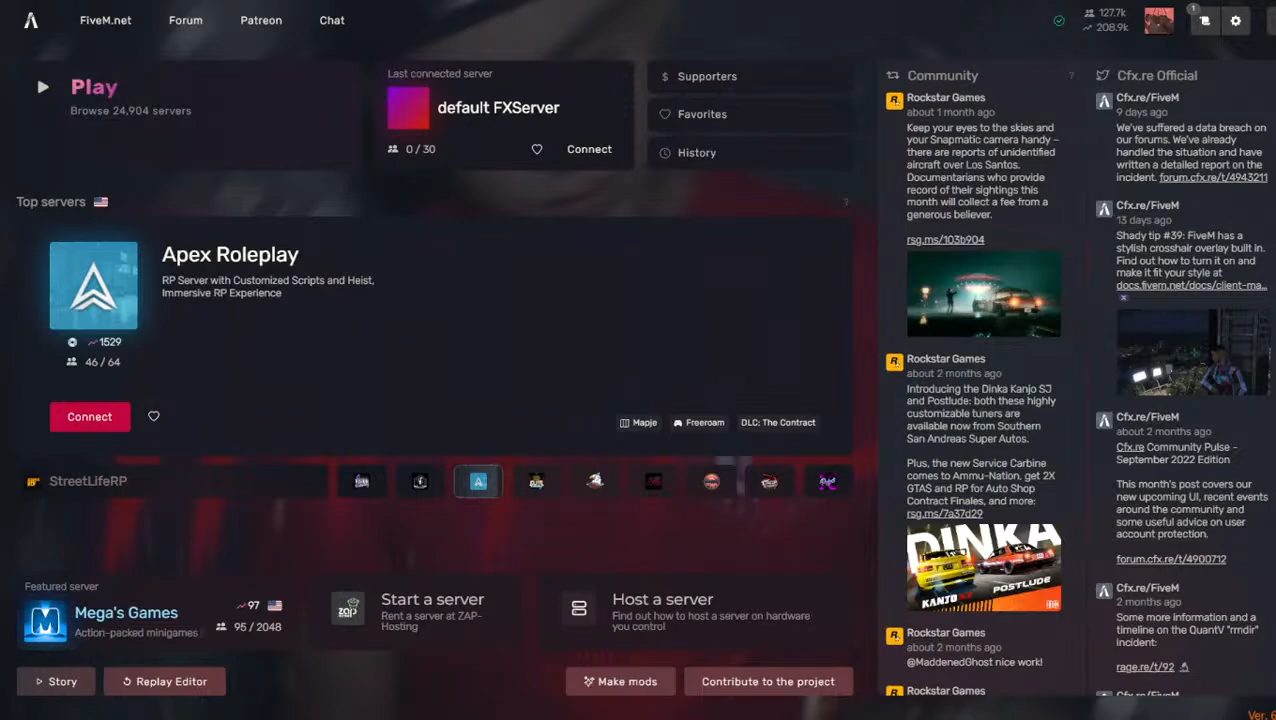 FiveM.net
Forum
Patreon
Chat
127.7k
208.9k
1
Play
Browse 24,904 servers
Last connected server
default FXServer
0 / 30
Connect
$ Supporters
Favorites
History
Top servers
?
Apex Roleplay
RP Server with Customized Scripts and Heist,
Immersive RP Experience
1529
46 / 64
Connect
Mapje
Freeroam
DLC: The Contract
StreetLifeRP
Featured server
Mega's Games
Action-packed minigames
97
95 / 2048
Start a server
Rent a server at ZAP-
Hosting
Host a server
Find out how to host a server on hardware
you control
Story
Replay Editor
Make mods
Contribute to the project
Community
?
Rockstar Games
about 1 month ago
Keep your eyes to the skies and
your Snapmatic camera handy –
there are reports of unidentified
aircraft over Los Santos.
Documentarians who provide
record of their sightings this
month will collect a fee from a
generous believer.
rsg.ms/103b904
Rockstar Games
about 2 months ago
Introducing the Dinka Kanjo SJ
and Postlude: both these highly
customizable tuners are
available now from Southern
San Andreas Super Autos.
Plus, the new Service Carbine
comes to Ammu-Nation, get 2X
GTA$ and RP for Auto Shop
Contract Finales, and more:
rsg.ms/7a37d29
DINKA
KANJO SJ
POSTLUDE
Rockstar Games
about 2 months ago
@MaddenedGhost nice work!
Rockstar Games
Cfx.re Official
Cfx.re/FiveM
9 days ago
We've suffered a data breach on
our forums. We've already
handled the situation and have
written a detailed report on the
incident. forum.cfx.re/t/4943211
Cfx.re/FiveM
13 days ago
Shady tip #39: FiveM has a
stylish crosshair overlay built in.
Find out how to turn it on and
make it fit your style at
docs.fivem.net/docs/client-ma...
Cfx.re/FiveM
about 2 months ago
Cfx.re Community Pulse -
September 2022 Edition
This month's post covers our
new upcoming UI, recent events
around the community and
some useful advice on user
account protection.
forum.cfx.re/t/4900712
Cfx.re/FiveM
2 months ago
Some more information and a
timeline on the QuantV "rmdir"
incident:
rage.re/t/92
Cfx.re/FiveM
Ver.